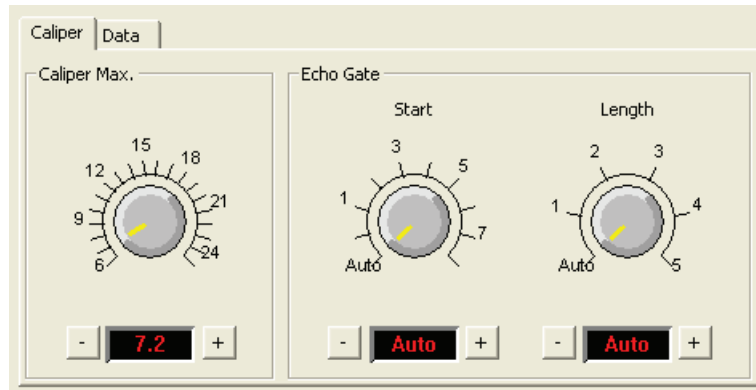 Caliper Data
Caliper Max.
6
9
12
15
18
21
24
- 7.2 +
Echo Gate
Start
Auto
1
3
5
7
- Auto +
Length
Auto
1
2
3
4
5
- Auto +